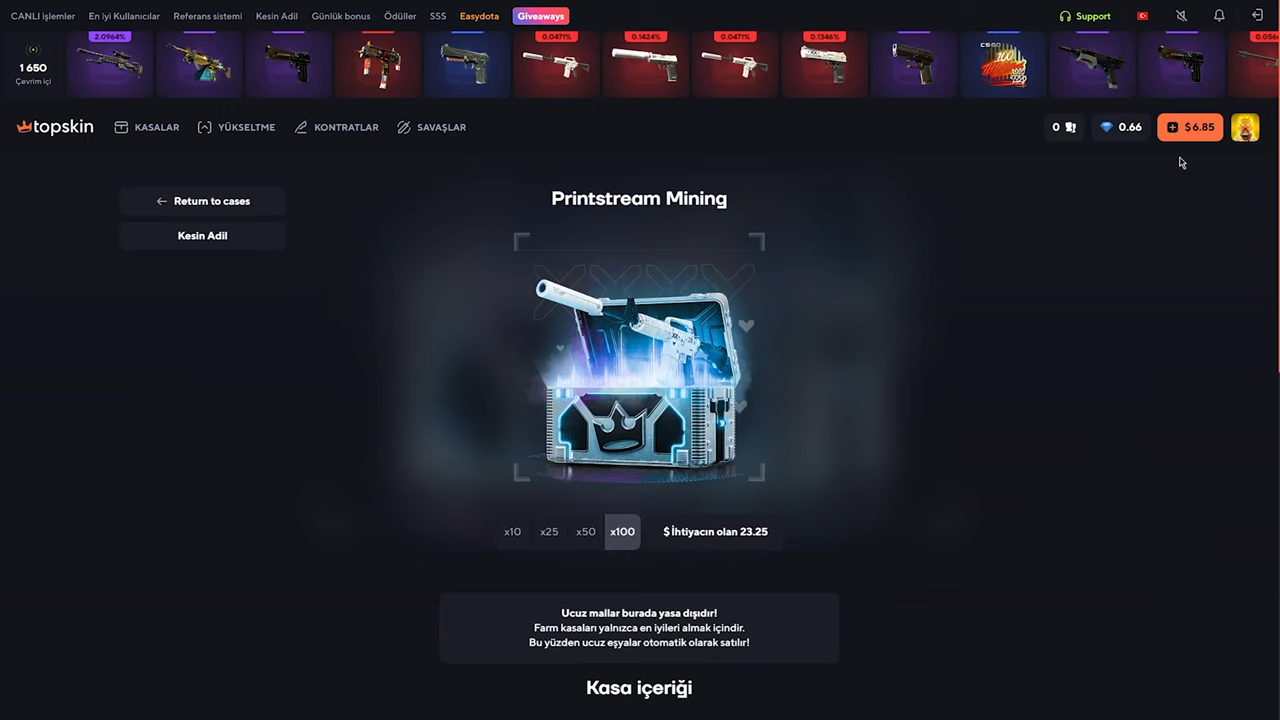 CANLI işlemler
En iyi Kullanıcılar
Referans sistemi
Kesin Adil
Günlük bonus
Ödüller
SSS
Easydota
Giveaways
Support
1 650
Çevrim içi
2.0964%
0.0471%
0.1424%
0.0471%
0.1346%
topskin
KASALAR
YÜKSELTME
KONTRATLAR
SAVAŞLAR
0
0.66
$ 6.85
Return to cases
Kesin Adil
Printstream Mining
x10
x25
x50
x100
$ İhtiyacın olan 23.25
Ucuz mallar burada yasa dışıdır!
Farm kasaları yalnızca en iyileri almak içindir.
Bu yüzden ucuz eşyalar otomatik olarak satılır!
Kasa içeriği